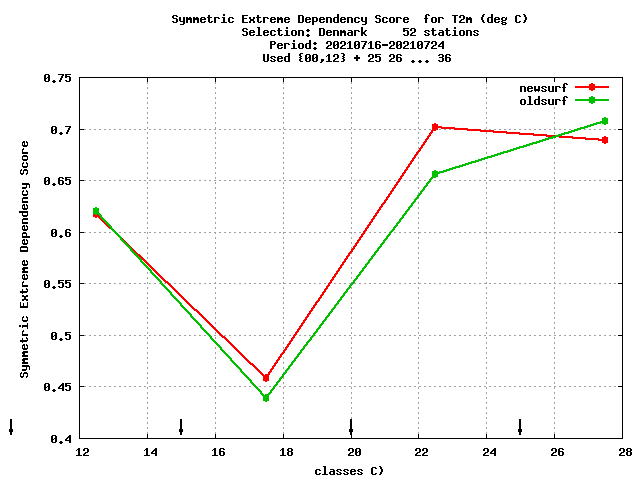 Symmetric Extreme Dependency Score  for T2m (deg C)
Selection: Denmark     52 stations
Period: 20210716-20210724
Used {00,12} + 25 26 ... 36
newsurf
oldsurf
Symmetric Extreme Dependency Score
0.75
0.7
0.65
0.6
0.55
0.5
0.45
0.4
12 14 16 18 20 22 24 26 28
classes C)